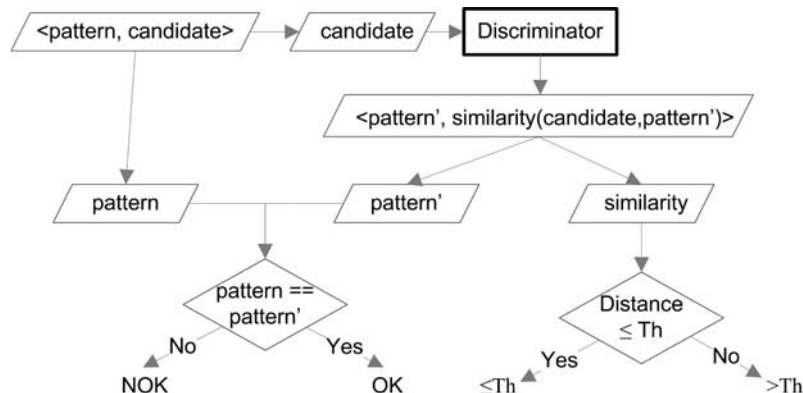 <pattern, candidate>
candidate
Discriminator
<pattern’, similarity(candidate,pattern’)>
pattern
pattern’
similarity
pattern ==
pattern’
Distance
≤ Th
No
Yes
Yes
No
NOK
OK
≤Th
>Th